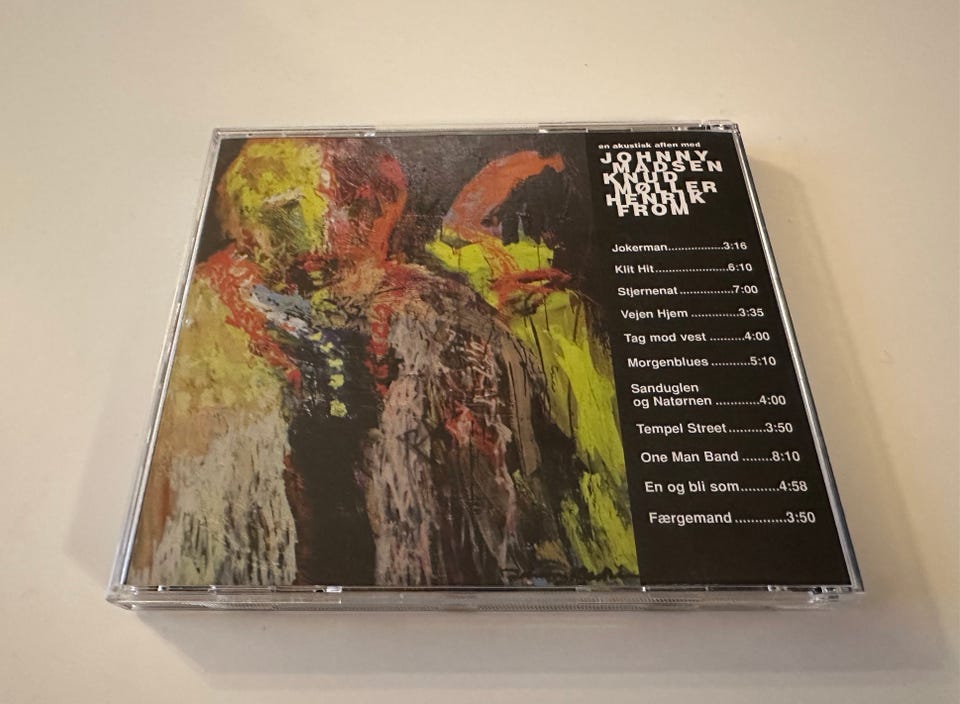 en akustisk aften med
JOHNNY
MADSEN
KNUD
MØLLER
HENRIK
FROM
Jokerman.................3:16
Klit Hit.......................6:10
Stjernenat.................7:00
Vejen Hjem ..............3:35
Tag mod vest ..........4:00
Morgenblues ...........5:10
Sanduglen
og Natørnen ............4:00
Tempel Street..........3:50
One Man Band ........8:10
En og bli som..........4:58
Færgemand .............3:50